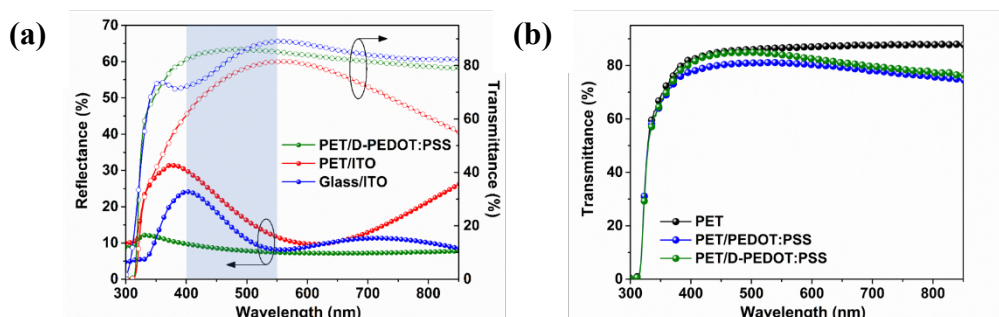 (a)
70
60
50
40
30
20
10
0
Reflectance (%)
300 400 500 600 700 800
Wavelength (nm)
80
60
40
20
0
Transmittance (%)
PET/D-PEDOT:PSS
PET/ITO
Glass/ITO
(b)
80
60
40
20
0
Transmittance (%)
300 400 500 600 700 800
Wavelength (nm)
PET
PET/PEDOT:PSS
PET/D-PEDOT:PSS